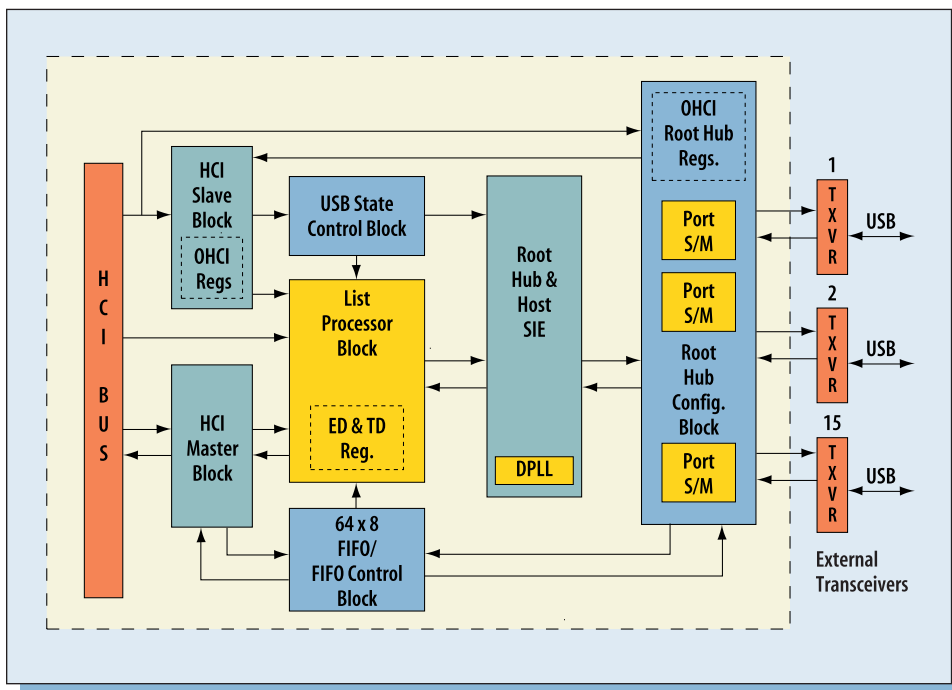 H
C
I
B
U
S
HCI
Slave
Block
OHCI
Regs
USB State
Control Block
List
Processor
Block
ED & TD
Reg.
HCI
Master
Block
64 x 8
FIFO/
FIFO Control
Block
Root
Hub &
Host
SIE
DPLL
OHCI
Root Hub
Regs.
Port
S/M
Port
S/M
Root
Hub
Config.
Block
Port
S/M
1
T
X
V
R
USB
2
T
X
V
R
USB
15
T
X
V
R
USB
External
Transceivers